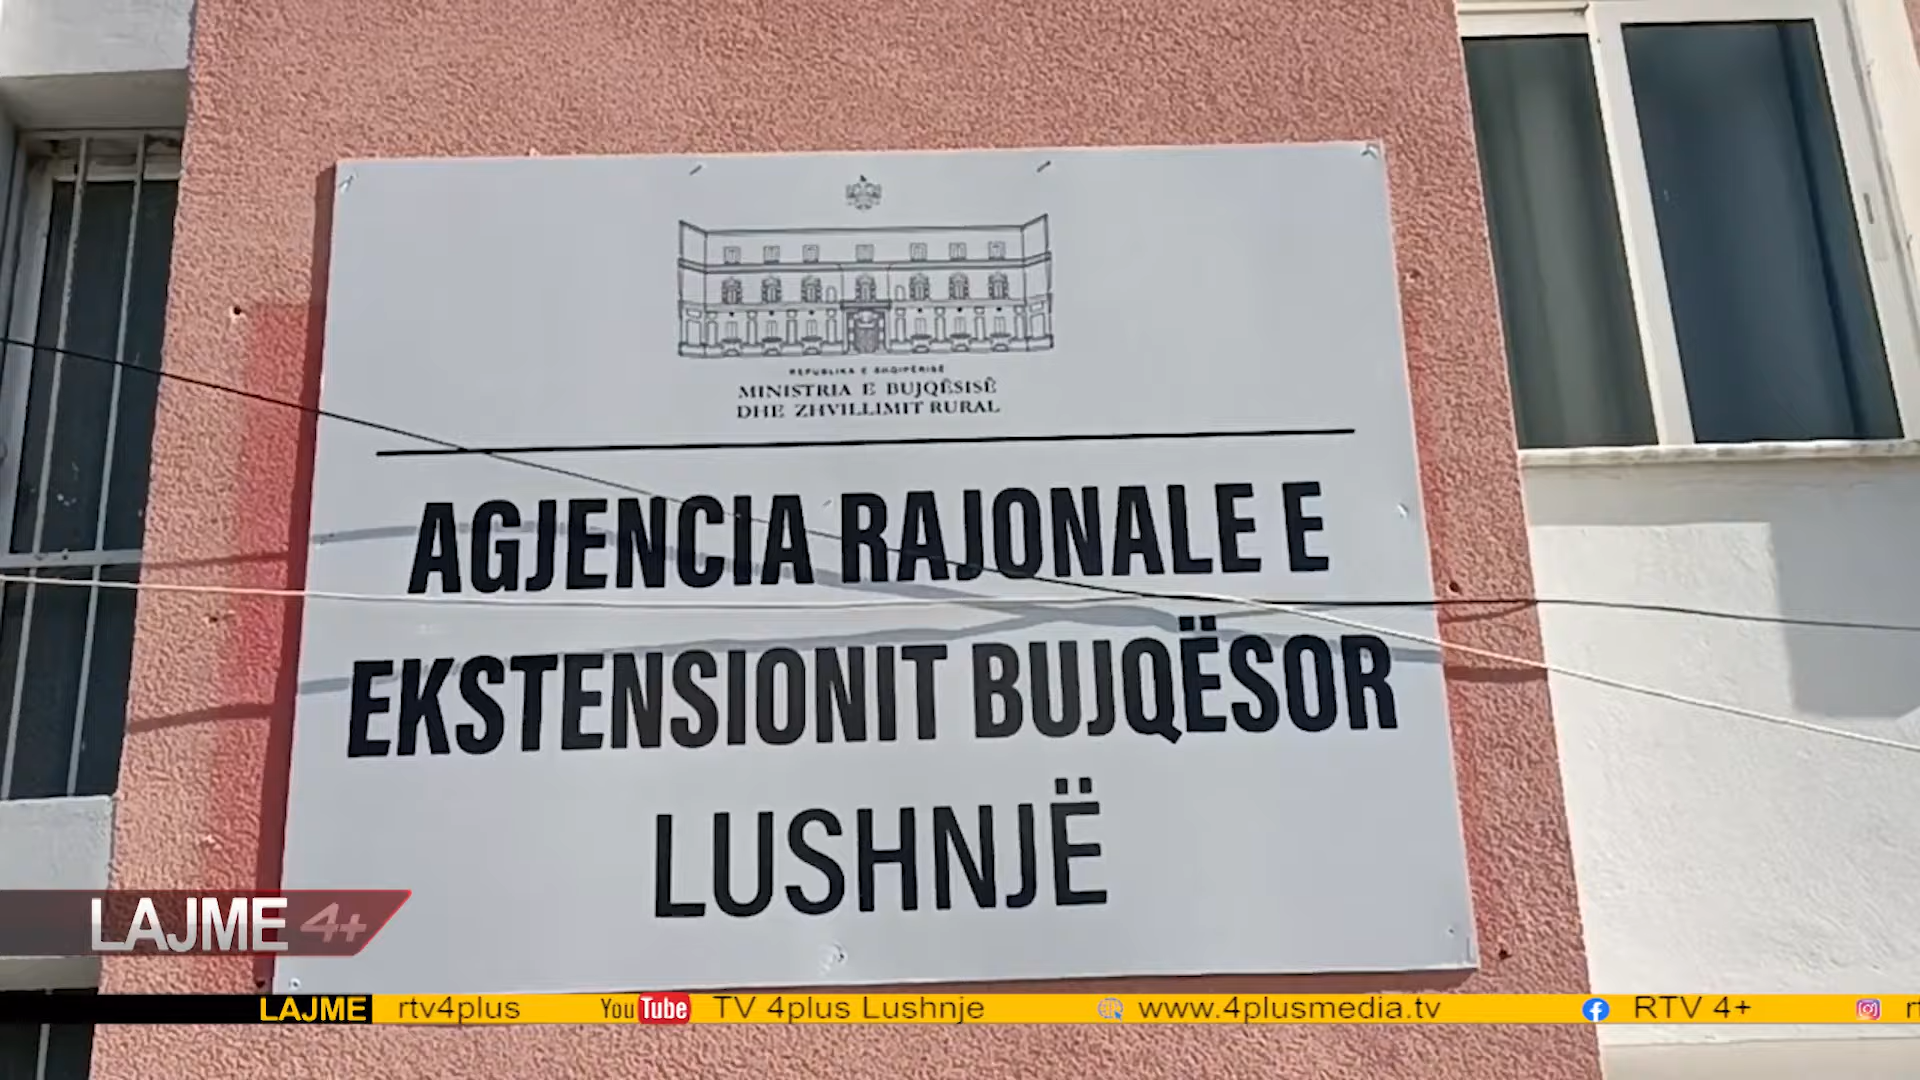 REPUBLIKA E SHQIPËRISË
MINISTRIA E BUJQËSISË
DHE ZHVILLIMIT RURAL
AGJENCIA RAJONALE E
EKSTENSIONIT BUJQËSOR
LUSHNJË
LAJME 4+
LAJME rtv4plus YouTube TV 4plus Lushnje www.4plusmedia.tv RTV 4+